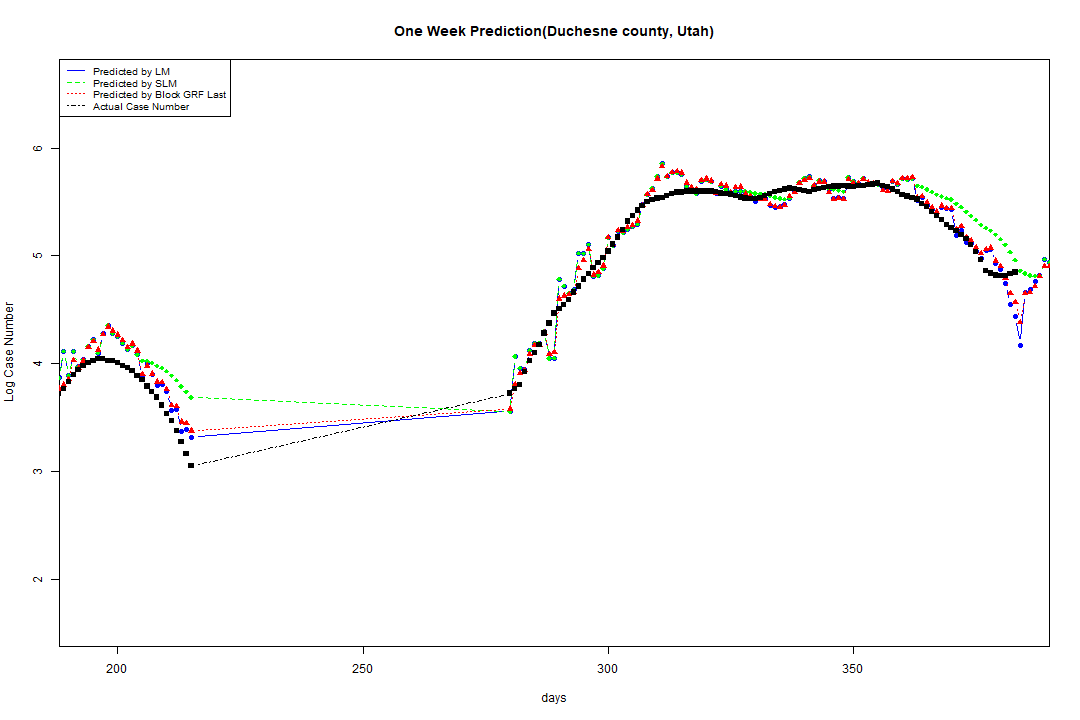 One Week Prediction(Duchesne county, Utah)
Predicted by LM
Predicted by SLM
Predicted by Block GRF Last
Actual Case Number
Log Case Number
6
5
4
3
2
200 250 300 350
days